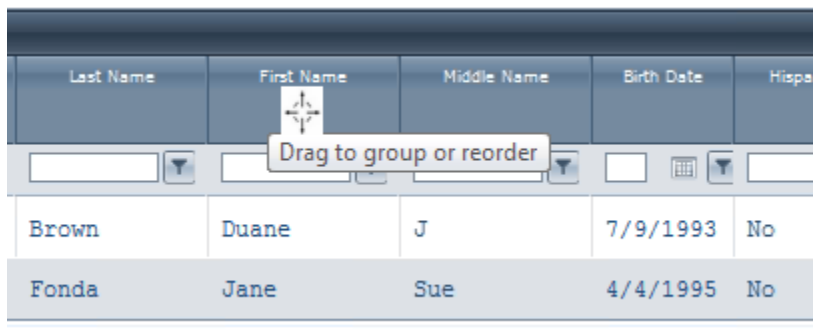 Last Name First Name Middle Name Birth Date Hispa
Drag to group or reorder
Brown Duane J 7/9/1993 No
Fonda Jane Sue 4/4/1995 No